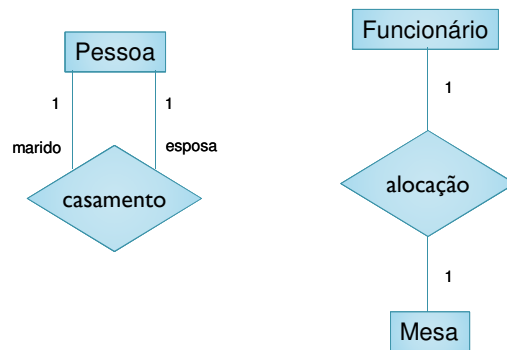 Pessoa
1
1
marido
esposa
casamento
Funcionário
1
alocação
1
Mesa